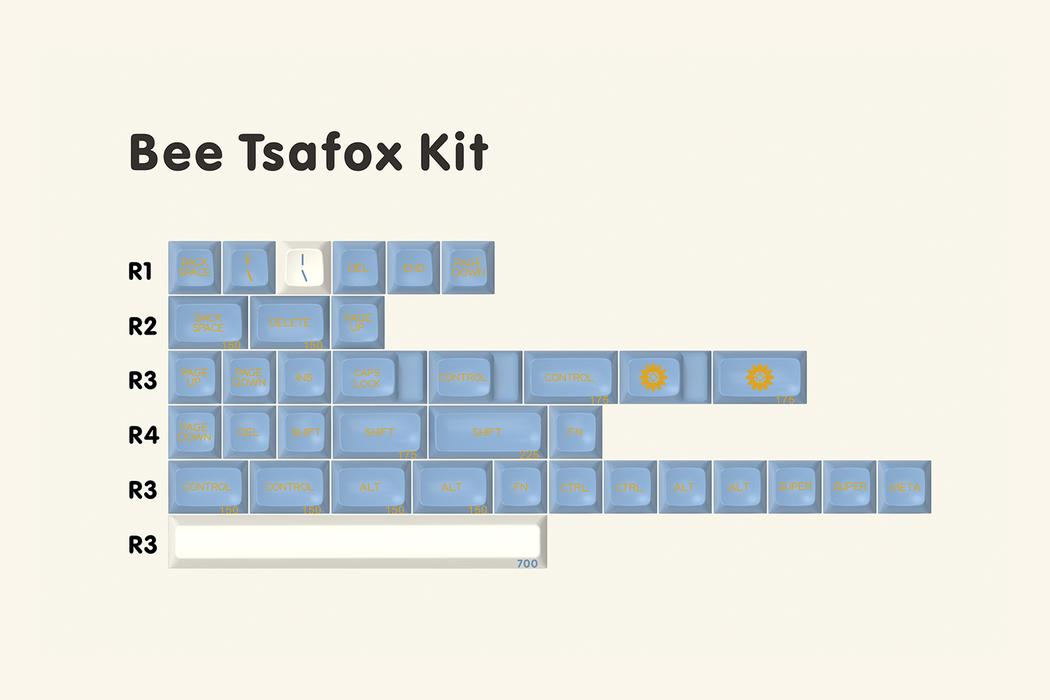 Bee Tsafox Kit
R1 BACK SPACE | \ | \ DEL END PAGE DOWN
R2 BACK SPACE 150 DELETE 150 PAGE UP
R3 PAGE UP PAGE DOWN INS CAPS LOCK CONTROL CONTROL 175 175
R4 PAGE DOWN DEL SHIFT SHIFT 175 SHIFT 225 FN
R3 CONTROL 150 CONTROL 150 ALT 150 ALT 150 FN CTRL CTRL ALT ALT SUPER SUPER META
R3 700